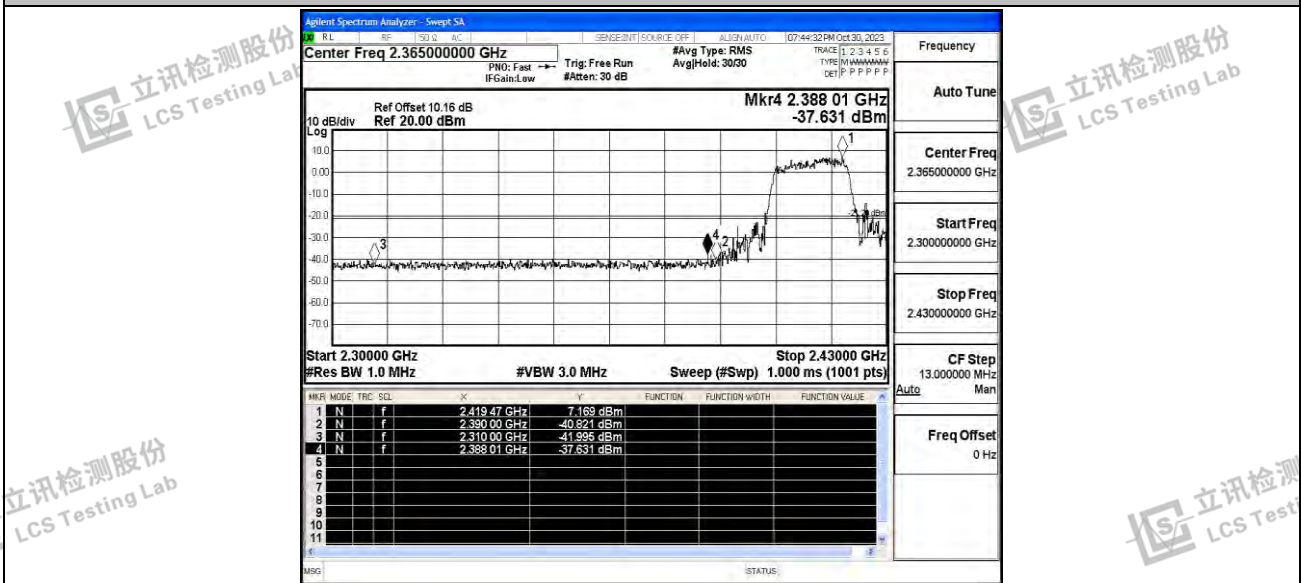 Agilent Spectrum Analyzer - Swept SA
RL RF 50 Ω AC SENSE:INT SOURCE OFF ALIGN AUTO 07:44:32 PM Oct 30, 2023
Center Freq 2.365000000 GHz
PNO: Fast
IFGain:Low
Trig: Free Run
#Atten: 30 dB
#Avg Type: RMS
Avg|Hold: 30/30
TRACE 1 2 3 4 5 6
TYPE M WWWWW
DET P P P P P P
Ref Offset 10.16 dB
Ref 20.00 dBm
10 dB/div
Log
Mkr4 2.388 01 GHz
-37.631 dBm
10.0
0.00
-10.0
-20.0
-30.0
-40.0
-50.0
-60.0
-70.0
1
3
4
2
Start 2.30000 GHz
Stop 2.43000 GHz
#Res BW 1.0 MHz
#VBW 3.0 MHz
Sweep (#Swp) 1.000 ms (1001 pts)
MKR MODE TRC SCL X Y FUNCTION FUNCTION WIDTH FUNCTION VALUE
1 N f 2.419 47 GHz 7.169 dBm
2 N f 2.390 00 GHz -40.821 dBm
3 N f 2.310 00 GHz -41.995 dBm
4 N f 2.388 01 GHz -37.631 dBm
5
6
7
8
9
10
11
MSG
STATUS
Frequency
Auto Tune
Center Freq
2.365000000 GHz
Start Freq
2.300000000 GHz
Stop Freq
2.430000000 GHz
CF Step
13.000000 MHz
Auto Man
Freq Offset
0 Hz
立讯检测股份
LCS Testing Lab
立讯检测股份
LCS Testing Lab
立讯检测股份
LCS Testing Lab
立讯检测
LCS Testi